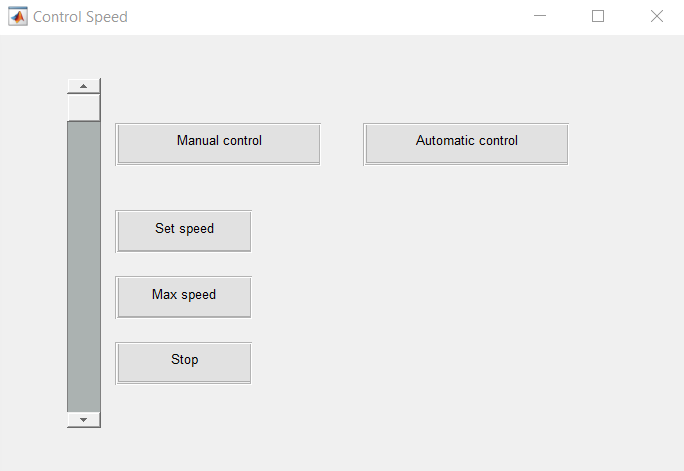 Control Speed
Manual control
Automatic control
Set speed
Max speed
Stop